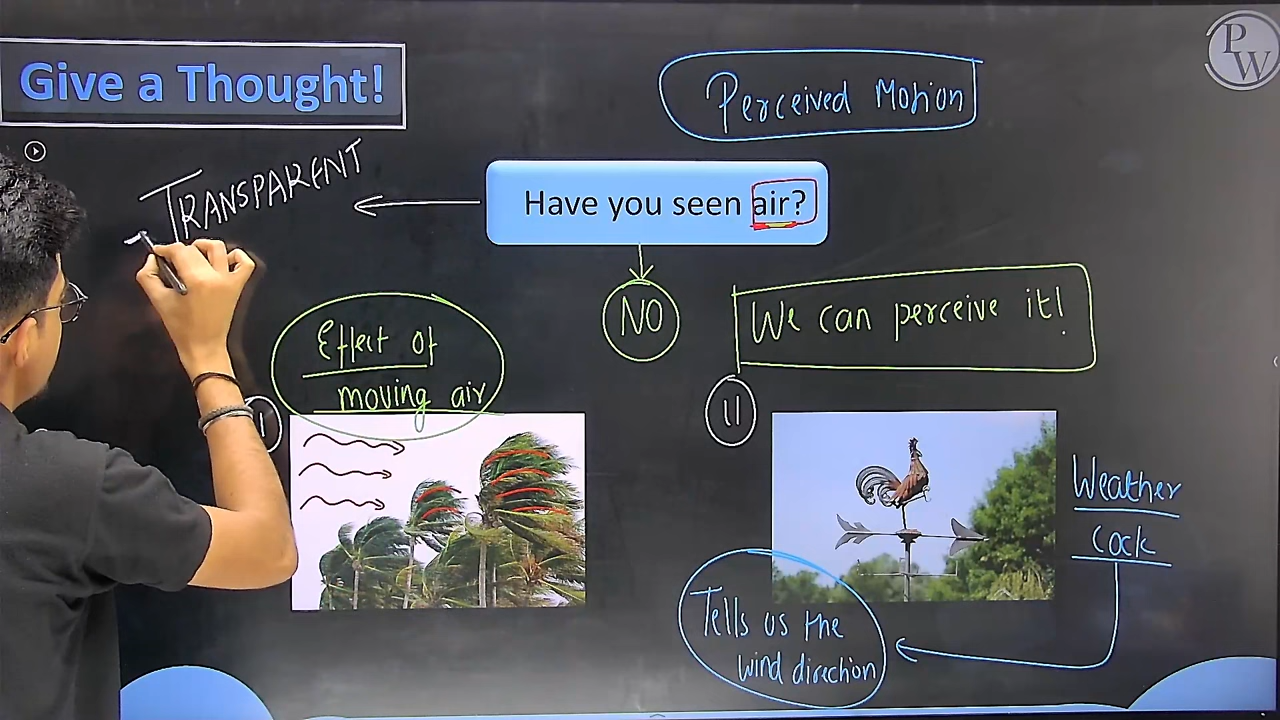 Give a Thought!
PW
Perceived Motion
TRANSPARENT
Have you seen air?
NO
We can perceive it!
Effect of
moving air
I
II
Weather
Cock
Tells us the
wind direction